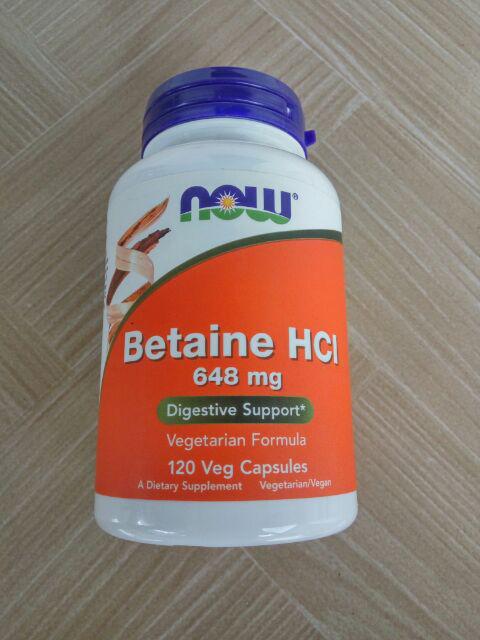 NOW®
Betaine HCl
648 mg
Digestive Support*
Vegetarian Formula
120 Veg Capsules
A Dietary Supplement Vegetarian/Vegan